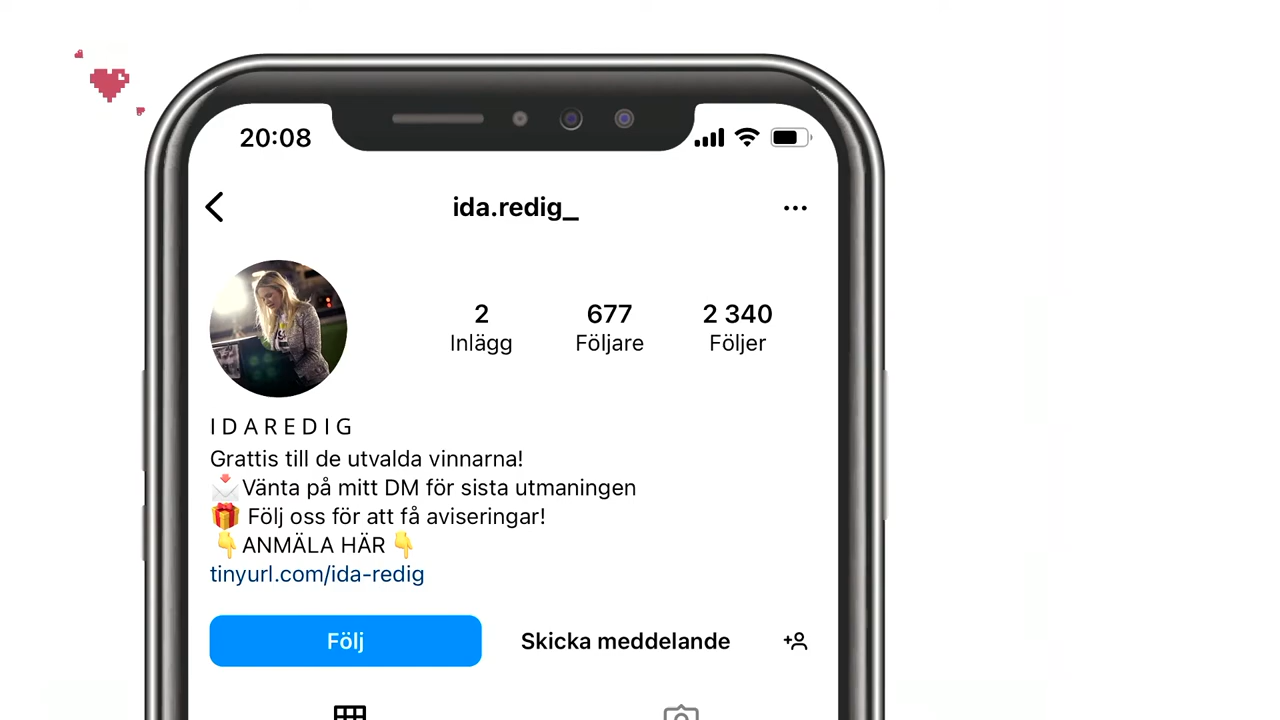 20:08
ida.redig_
2 677 2 340
Inlägg Följare Följer
I D A R E D I G
Grattis till de utvalda vinnarna!
📩Vänta på mitt DM för sista utmaningen
🎁 Följ oss för att få aviseringar!
👇ANMÄLA HÄR 👇
tinyurl.com/ida-redig
Följ Skicka meddelande